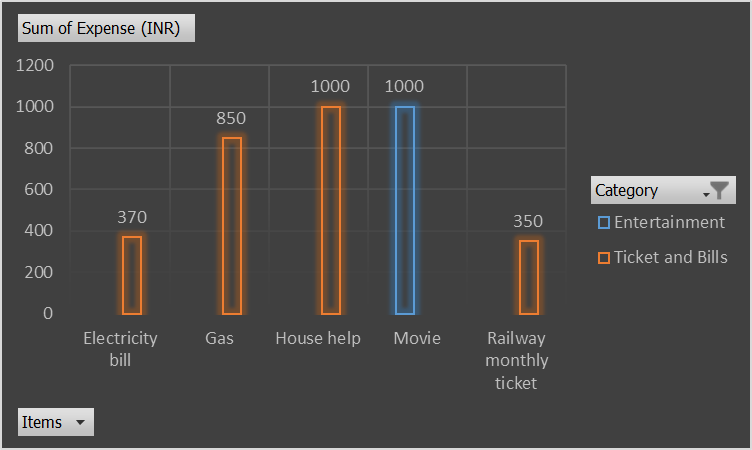 Sum of Expense (INR)
1200
1000
800
600
400
200
0
370
850
1000
1000
350
Electricity
bill
Gas
House help
Movie
Railway
monthly
ticket
Category
Entertainment
Ticket and Bills
Items